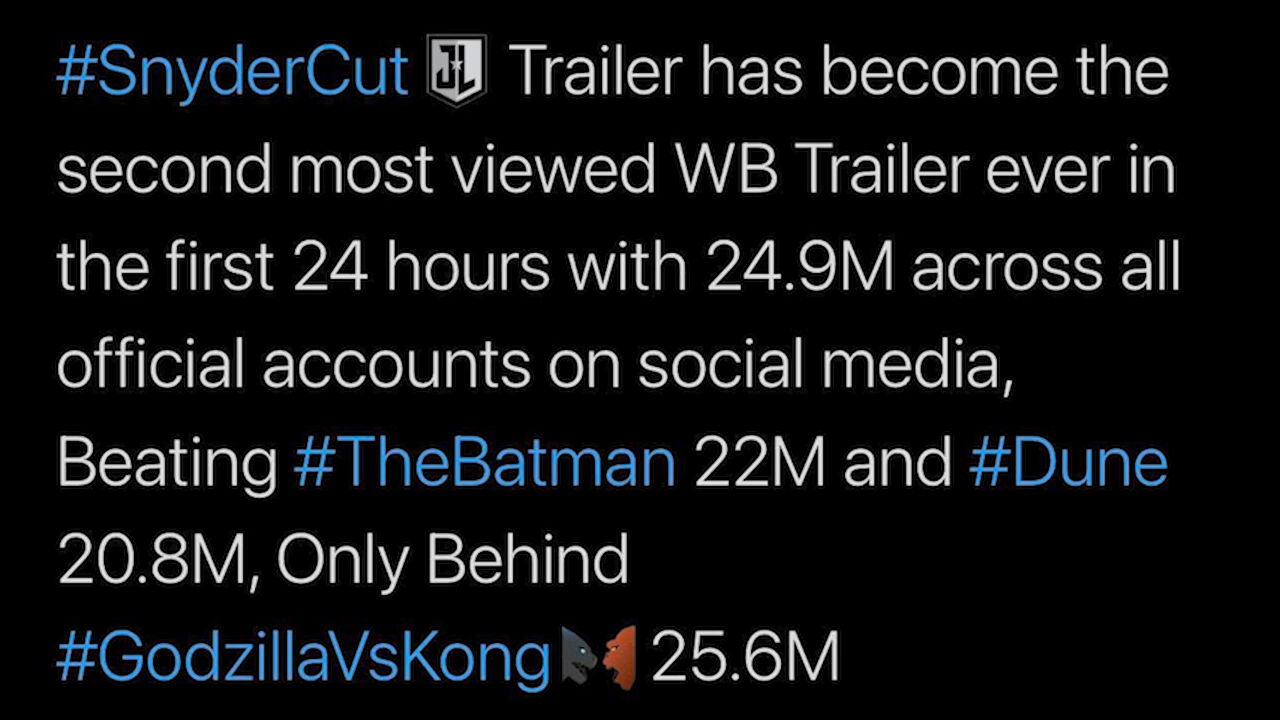 #SnyderCut JL Trailer has become the
second most viewed WB Trailer ever in
the first 24 hours with 24.9M across all
official accounts on social media,
Beating #TheBatman 22M and #Dune
20.8M, Only Behind
#GodzillaVsKong 25.6M